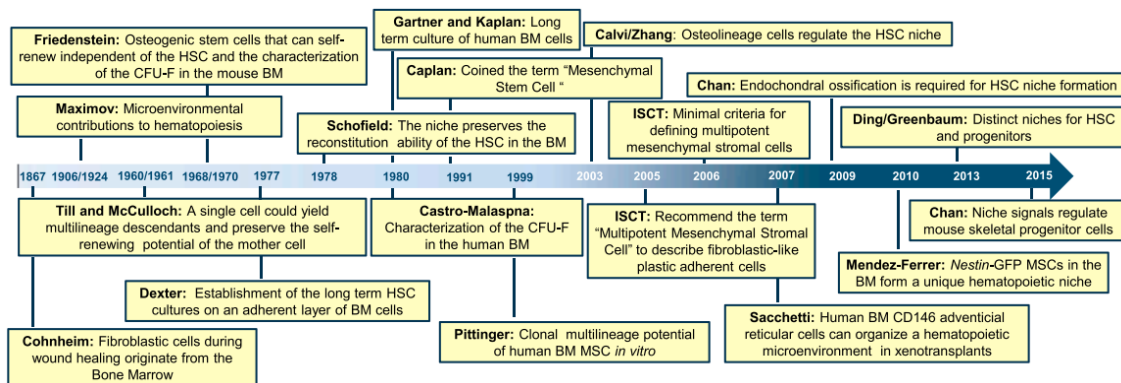 Friedenstein: Osteogenic stem cells that can self-
renew independent of the HSC and the characterization
of the CFU-F in the mouse BM
Maximov: Microenvironmental
contributions to hematopoiesis
Gartner and Kaplan: Long
term culture of human BM cells
Caplan: Coined the term “Mesenchymal
Stem Cell “
Schofield: The niche preserves the
reconstitution ability of the HSC in the BM
Calvi/Zhang: Osteolineage cells regulate the HSC niche
ISCT: Minimal criteria for
defining multipotent
mesenchymal stromal cells
Chan: Endochondral ossification is required for HSC niche formation
Ding/Greenbaum: Distinct niches for HSC
and progenitors
1867 1906/1924 1960/1961 1968/1970 1977 1978 1980 1991 1999 2003 2005 2006 2007 2009 2010 2013 2015
Till and McCulloch: A single cell could yield
multilineage descendants and preserve the self-
renewing potential of the mother cell
Dexter: Establishment of the long term HSC
cultures on an adherent layer of BM cells
Cohnheim: Fibroblastic cells during
wound healing originate from the
Bone Marrow
Castro-Malaspna:
Characterization of the CFU-F
in the human BM
Pittinger: Clonal multilineage potential
of human BM MSC in vitro
ISCT: Recommend the term
“Multipotent Mesenchymal Stromal
Cell” to describe fibroblastic-like
plastic adherent cells
Sacchetti: Human BM CD146 adventicial
reticular cells can organize a hematopoietic
microenvironment in xenotransplants
Chan: Niche signals regulate
mouse skeletal progenitor cells
Mendez-Ferrer: Nestin-GFP MSCs in the
BM form a unique hematopoietic niche